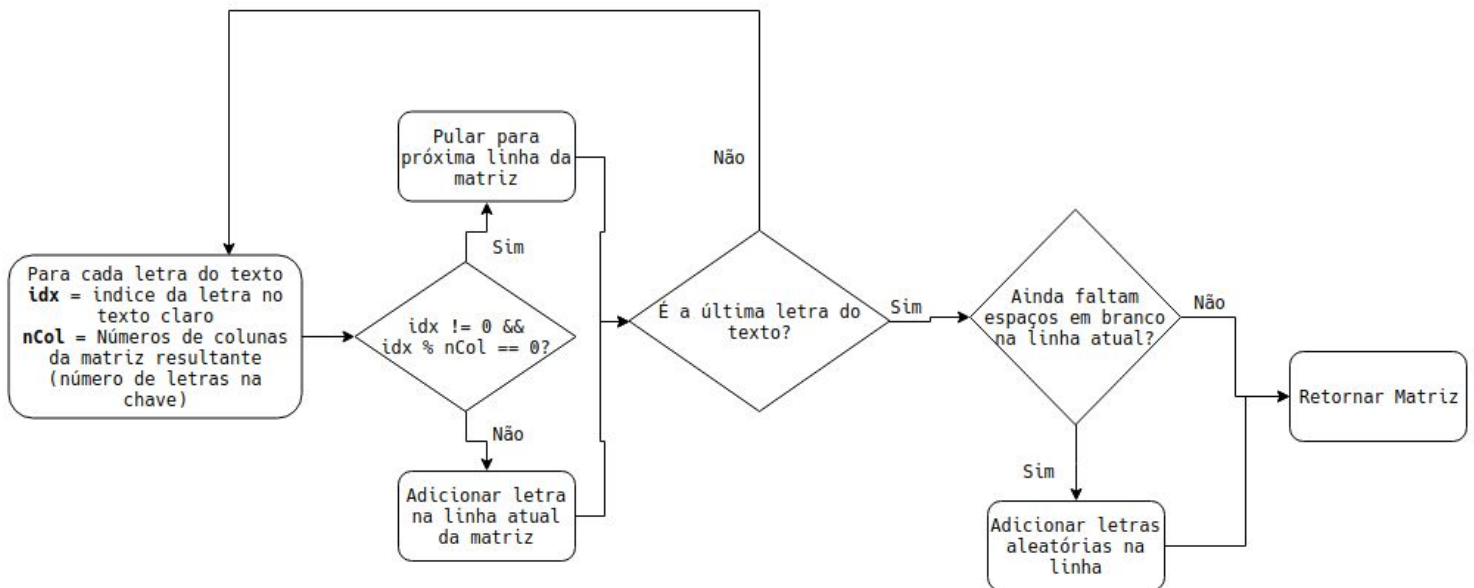 Para cada letra do texto
idx = indice da letra no
texto claro
nCol = Números de colunas
da matriz resultante
(número de letras na
chave)
idx != 0 &&
idx % nCol == 0?
Sim
Pular para
próxima linha da
matriz
Não
Adicionar letra
na linha atual
da matriz
É a última letra do
texto?
Não
Sim
Ainda faltam
espaços em branco
na linha atual?
Não
Sim
Adicionar letras
aleatórias na
linha
Retornar Matriz